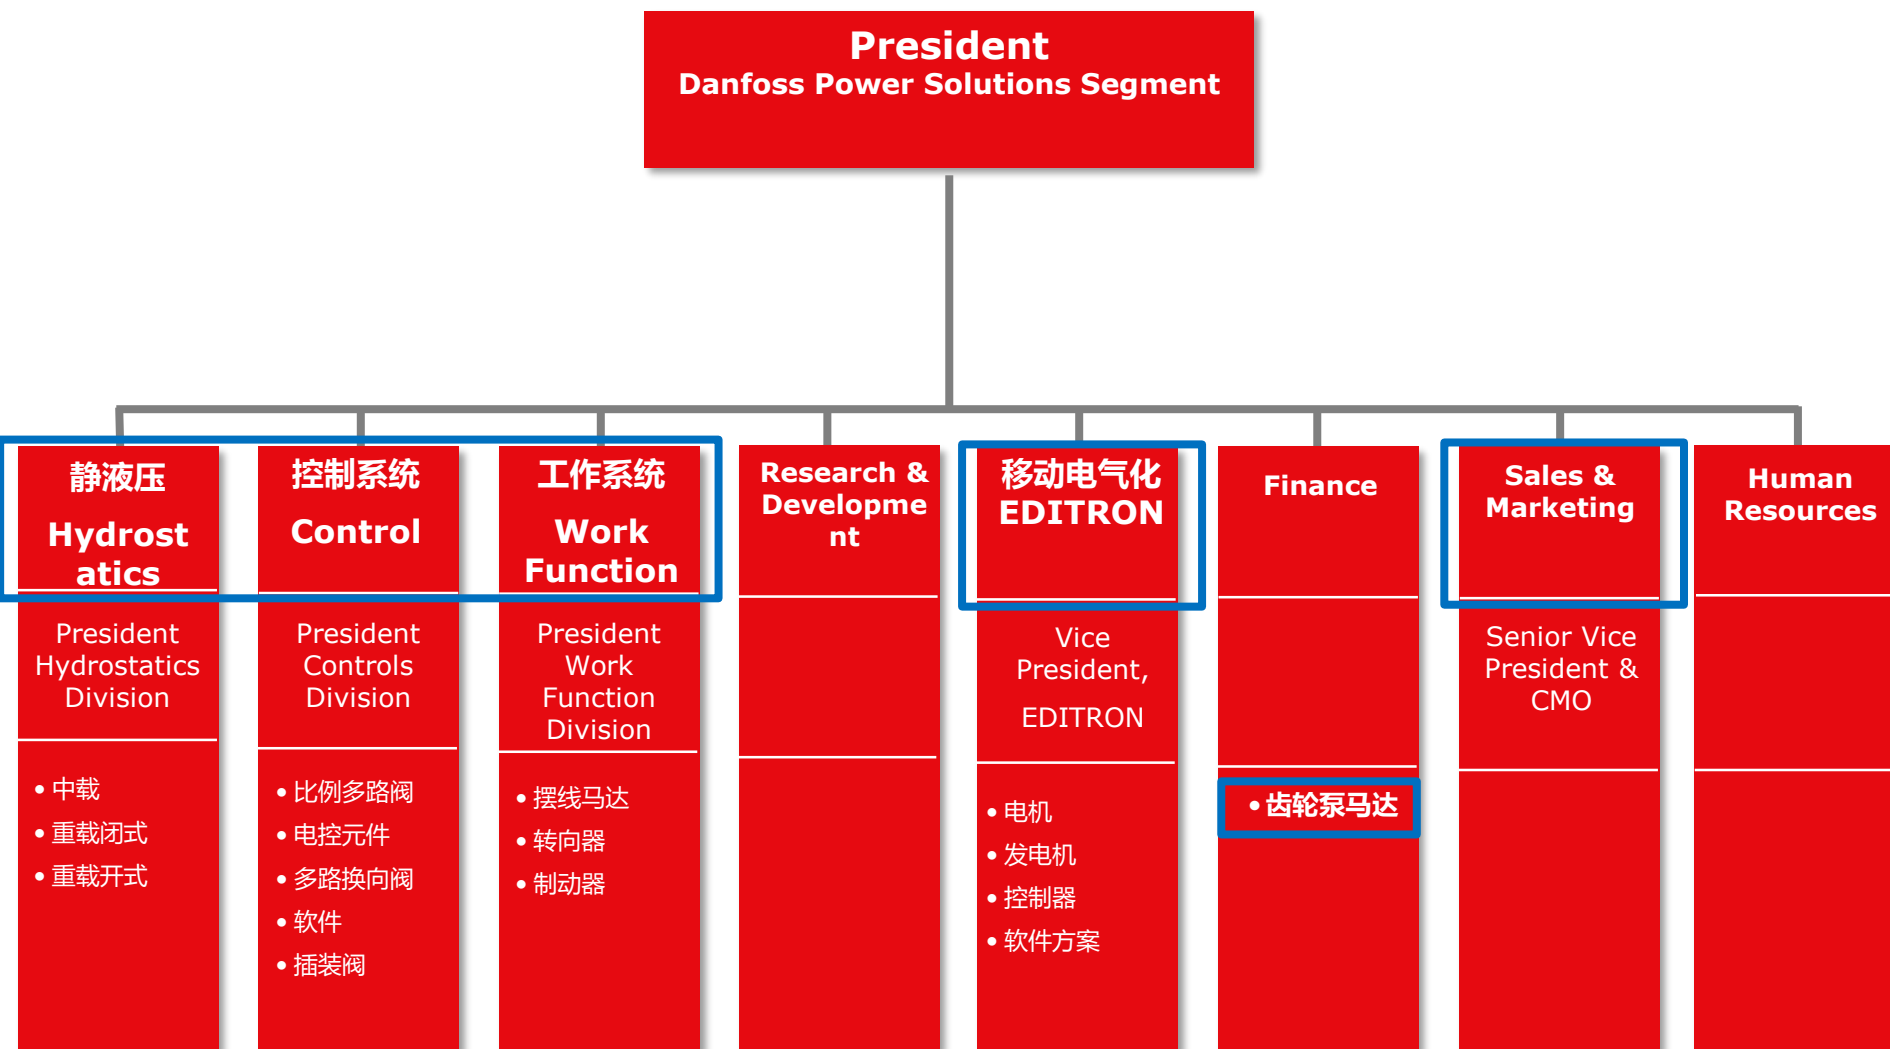 President
Danfoss Power Solutions Segment
静液压
Hydrost
atics
President
Hydrostatics
Division
• 中载
• 重载闭式
• 重载开式
控制系统
Control
President
Controls
Division
• 比例多路阀
• 电控元件
• 多路换向阀
• 软件
• 插装阀
工作系统
Work
Function
President
Work
Function
Division
• 摆线马达
• 转向器
• 制动器
Research &
Developme
nt
移动电气化
EDITRON
Vice
President,
EDITRON
• 电机
• 发电机
• 控制器
• 软件方案
Finance
• 齿轮泵马达
Sales &
Marketing
Senior Vice
President &
CMO
Human
Resources